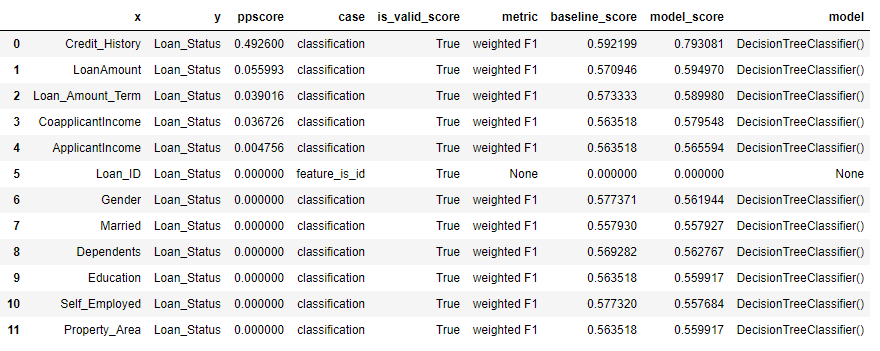 x y ppscore case is_valid_score metric baseline_score model_score model
0 Credit_History Loan_Status 0.492600 classification True weighted F1 0.592199 0.793081 DecisionTreeClassifier()
1 LoanAmount Loan_Status 0.055993 classification True weighted F1 0.570946 0.594970 DecisionTreeClassifier()
2 Loan_Amount_Term Loan_Status 0.039016 classification True weighted F1 0.573333 0.589980 DecisionTreeClassifier()
3 CoapplicantIncome Loan_Status 0.036726 classification True weighted F1 0.563518 0.579548 DecisionTreeClassifier()
4 ApplicantIncome Loan_Status 0.004756 classification True weighted F1 0.563518 0.565594 DecisionTreeClassifier()
5 Loan_ID Loan_Status 0.000000 feature_is_id True None 0.000000 0.000000 None
6 Gender Loan_Status 0.000000 classification True weighted F1 0.577371 0.561944 DecisionTreeClassifier()
7 Married Loan_Status 0.000000 classification True weighted F1 0.557930 0.557927 DecisionTreeClassifier()
8 Dependents Loan_Status 0.000000 classification True weighted F1 0.569282 0.562767 DecisionTreeClassifier()
9 Education Loan_Status 0.000000 classification True weighted F1 0.563518 0.559917 DecisionTreeClassifier()
10 Self_Employed Loan_Status 0.000000 classification True weighted F1 0.577320 0.557684 DecisionTreeClassifier()
11 Property_Area Loan_Status 0.000000 classification True weighted F1 0.563518 0.559917 DecisionTreeClassifier()